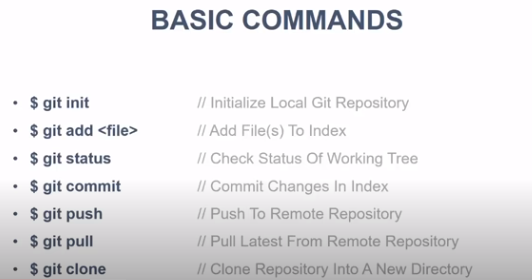 BASIC COMMANDS
• $ git init // Initialize Local Git Repository
• $ git add <file> // Add File(s) To Index
• $ git status // Check Status Of Working Tree
• $ git commit // Commit Changes In Index
• $ git push // Push To Remote Repository
• $ git pull // Pull Latest From Remote Repository
• $ git clone // Clone Repository Into A New Directory